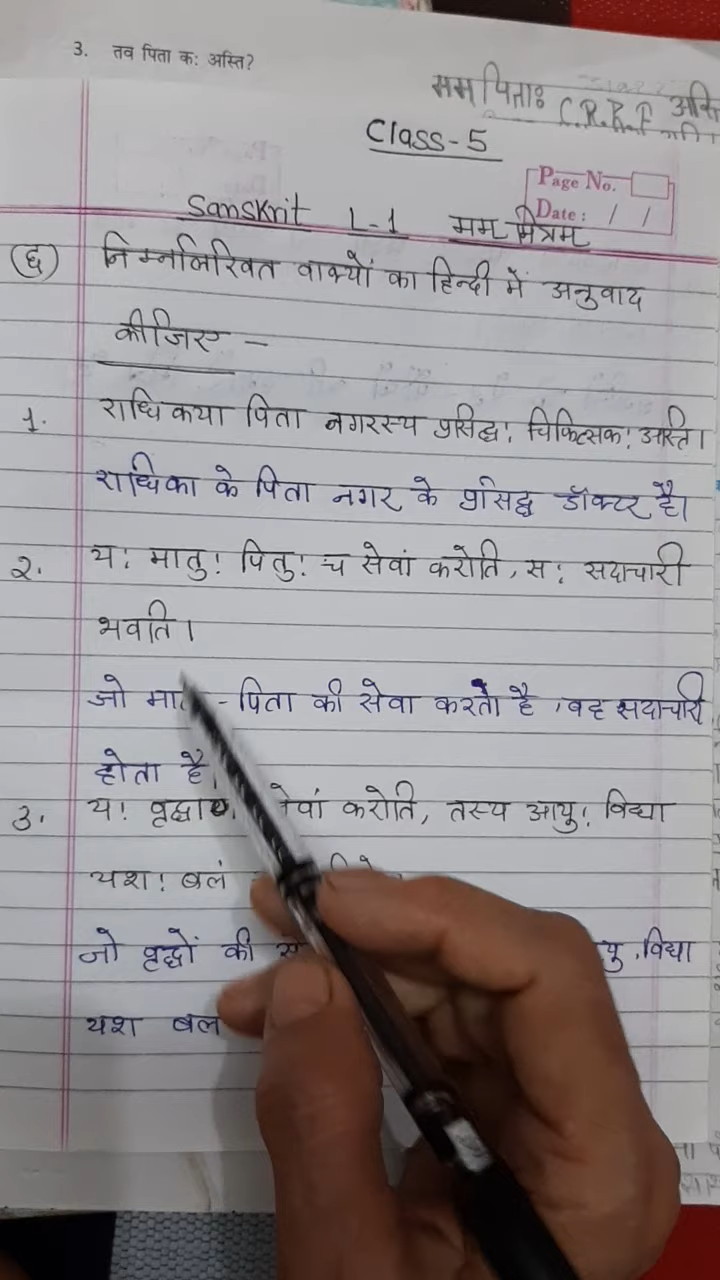 3. तव पिता क: अस्ति?
मम पिताः C.R.P.F
Class-5
Page No.
Date: / /
Sanskrit L-1 मम मित्रम
(ह) निम्नलिखित वाक्यों का हिन्दी में अनुवाद
कीजिए -
1. राधिकया पिता नगरस्य प्रसिद्ध: चिकित्सक: अस्ति।
राधिका के पिता नगर के प्रसिद्ध डॉक्टर है।
२. य: मातु: पितु: च सेवां करोति, स: सदाचारी
भवति।
जो -पिता की सेवा करतो है, वह सदाचारी
होता है।
3. य: करोति, तस्य आयु: विद्या
यश: बलं
जो वृद्धों की विद्या
यश बल